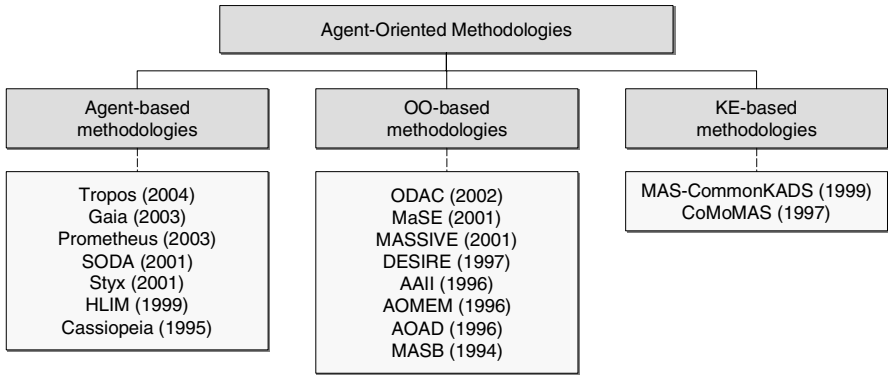 Agent-Oriented Methodologies
Agent-based
methodologies
OO-based
methodologies
KE-based
methodologies
Tropos (2004)
Gaia (2003)
Prometheus (2003)
SODA (2001)
Styx (2001)
HLIM (1999)
Cassiopeia (1995)
ODAC (2002)
MaSE (2001)
MASSIVE (2001)
DESIRE (1997)
AAII (1996)
AOMEM (1996)
AOAD (1996)
MASB (1994)
MAS-CommonKADS (1999)
CoMoMAS (1997)